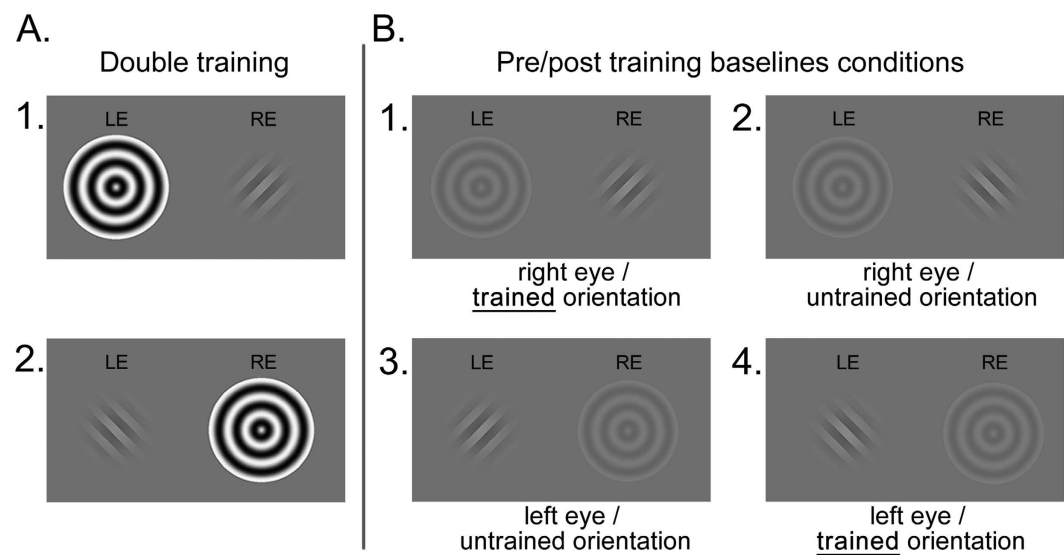 A.
Double training
1.
LE
RE
2.
LE
RE
B.
Pre/post training baselines conditions
1.
LE
RE
right eye /
trained orientation
2.
LE
RE
right eye /
untrained orientation
3.
LE
RE
left eye /
untrained orientation
4.
LE
RE
left eye /
trained orientation